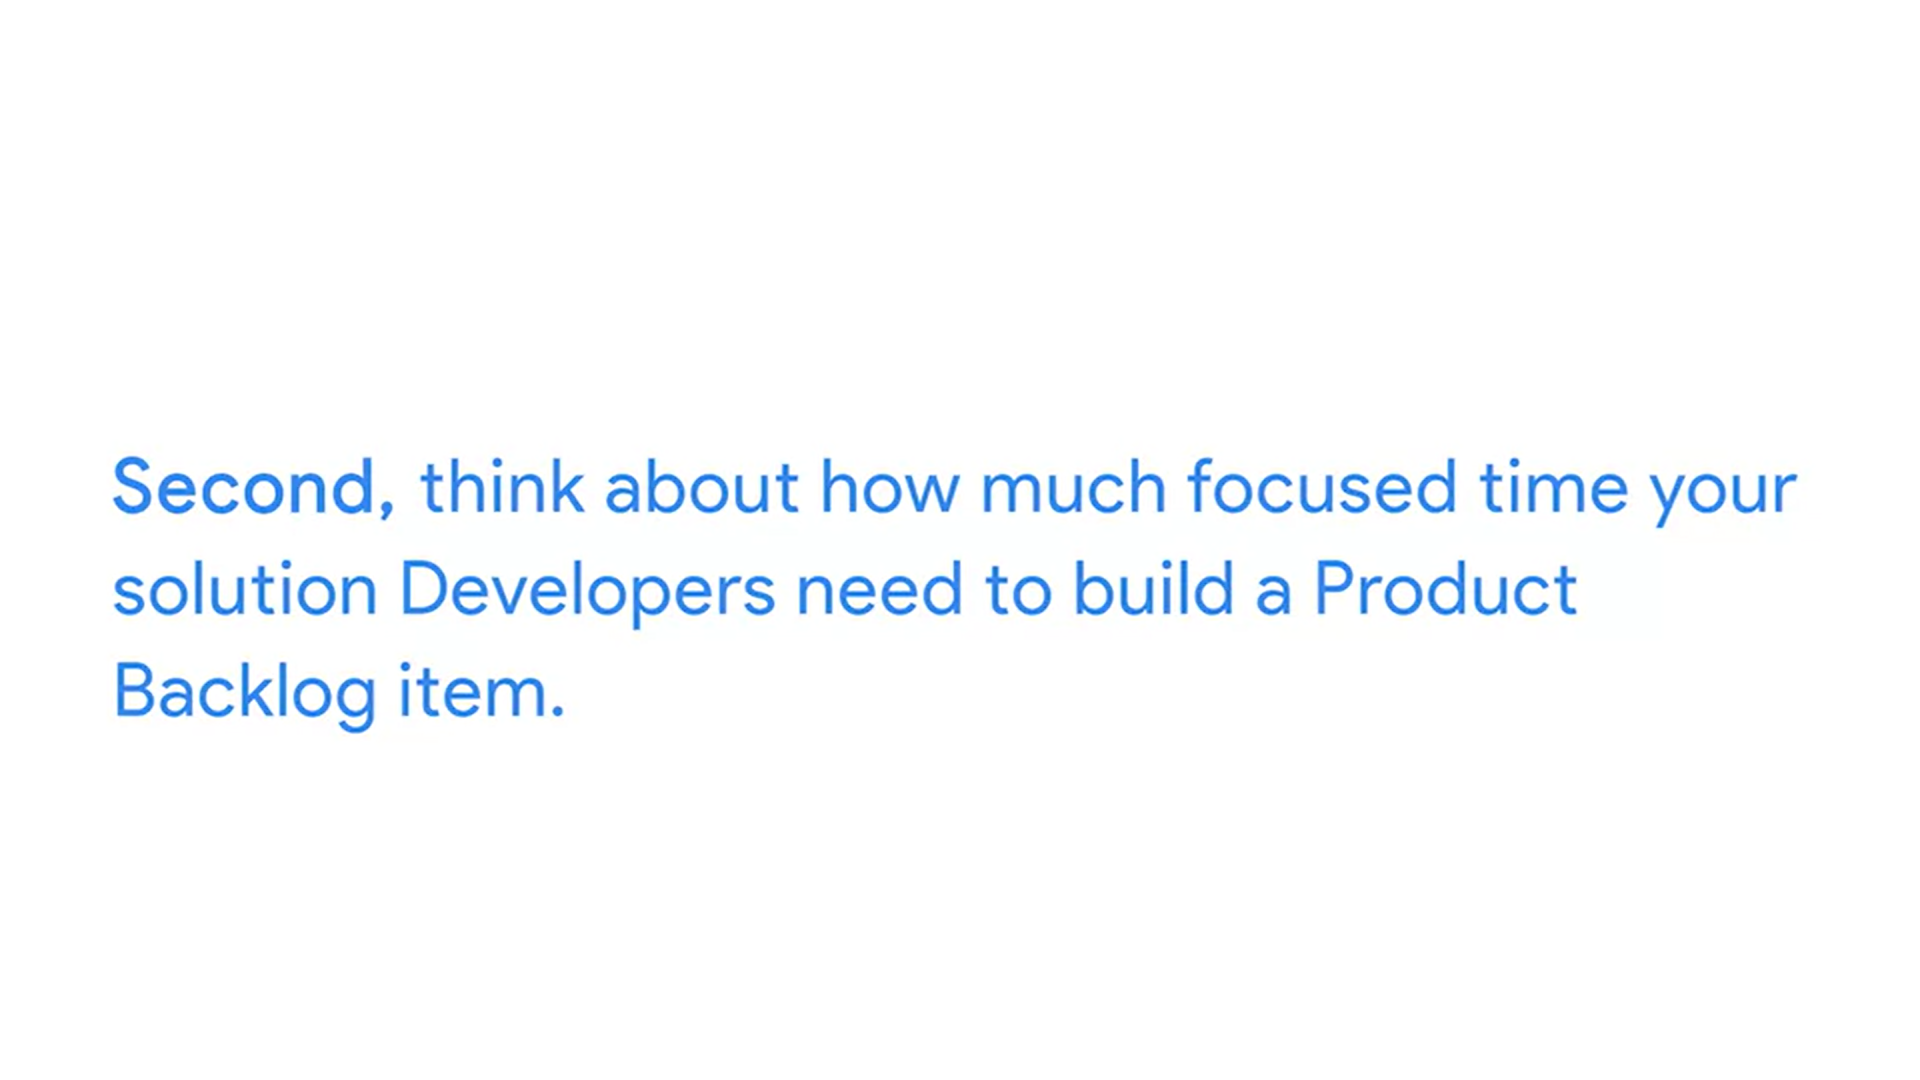 Second, think about how much focused time your
solution Developers need to build a Product
Backlog item.